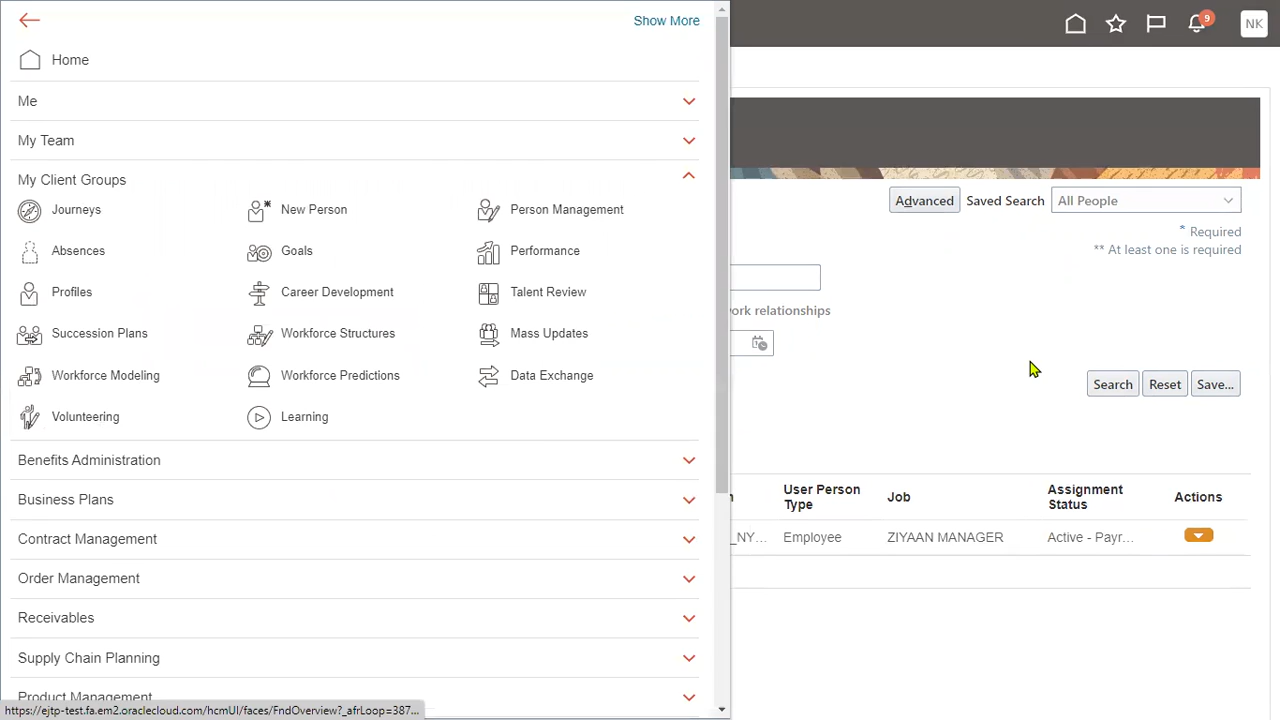 Show More
9
NK
Home
Me
My Team
My Client Groups
Journeys
New Person
Person Management
Absences
Goals
Performance
Profiles
Career Development
Talent Review
Succession Plans
Workforce Structures
Mass Updates
Workforce Modeling
Workforce Predictions
Data Exchange
Volunteering
Learning
Benefits Administration
Business Plans
Contract Management
Order Management
Receivables
Supply Chain Planning
Product Management
https://ejtp-test.fa.em2.oraclecloud.com/hcmUI/faces/FndOverview?_afrLoop=387...
Advanced Saved Search All People
* Required
** At least one is required
ork relationships
Search Reset Save...
User Person Type
Job
Assignment Status
Actions
_NY... Employee ZIYAAN MANAGER Active - Payr...